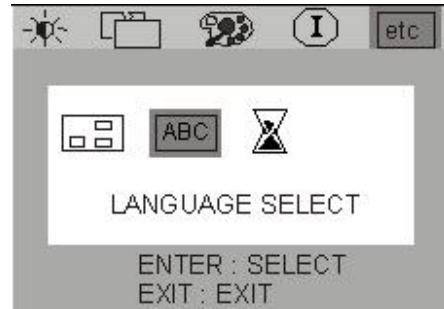 I etc
ABC
LANGUAGE SELECT
ENTER : SELECT
EXIT : EXIT